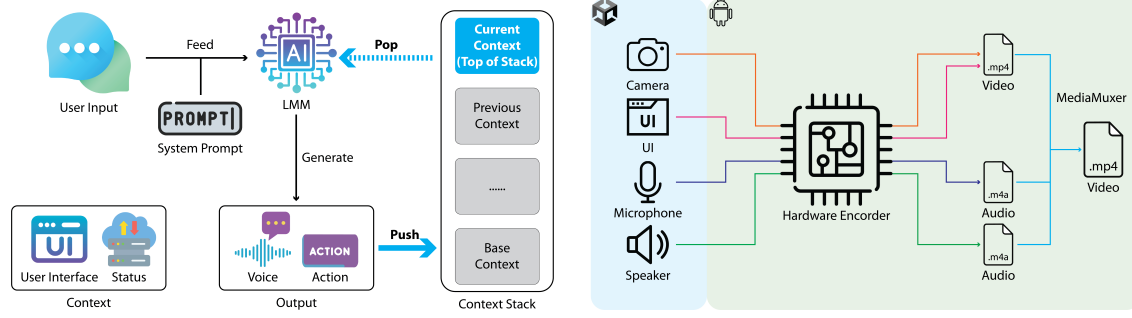 User Input
Feed
PROMPT
System Prompt
AI
LMM
Pop
Generate
Current
Context
(Top of Stack)
Previous
Context
......
Base
Context
Context Stack
UI
User Interface
Status
Context
Voice
ACTION
Action
Output
Push
Camera
UI
UI
Microphone
Speaker
Hardware Encorder
.mp4
Video
.m4a
Audio
.m4a
Audio
MediaMuxer
.mp4
Video